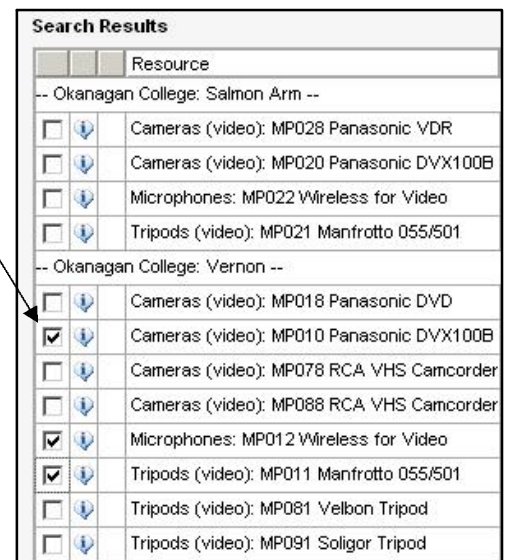 Search Results
Resource
-- Okanagan College: Salmon Arm --
Cameras (video): MP028 Panasonic VDR
Cameras (video): MP020 Panasonic DVX100B
Microphones: MP022 Wireless for Video
Tripods (video): MP021 Manfrotto 055/501
-- Okanagan College: Vernon --
Cameras (video): MP018 Panasonic DVD
Cameras (video): MP010 Panasonic DVX100B
Cameras (video): MP078 RCA VHS Camcorder
Cameras (video): MP088 RCA VHS Camcorder
Microphones: MP012 Wireless for Video
Tripods (video): MP011 Manfrotto 055/501
Tripods (video): MP081 Velbon Tripod
Tripods (video): MP091 Soligor Tripod